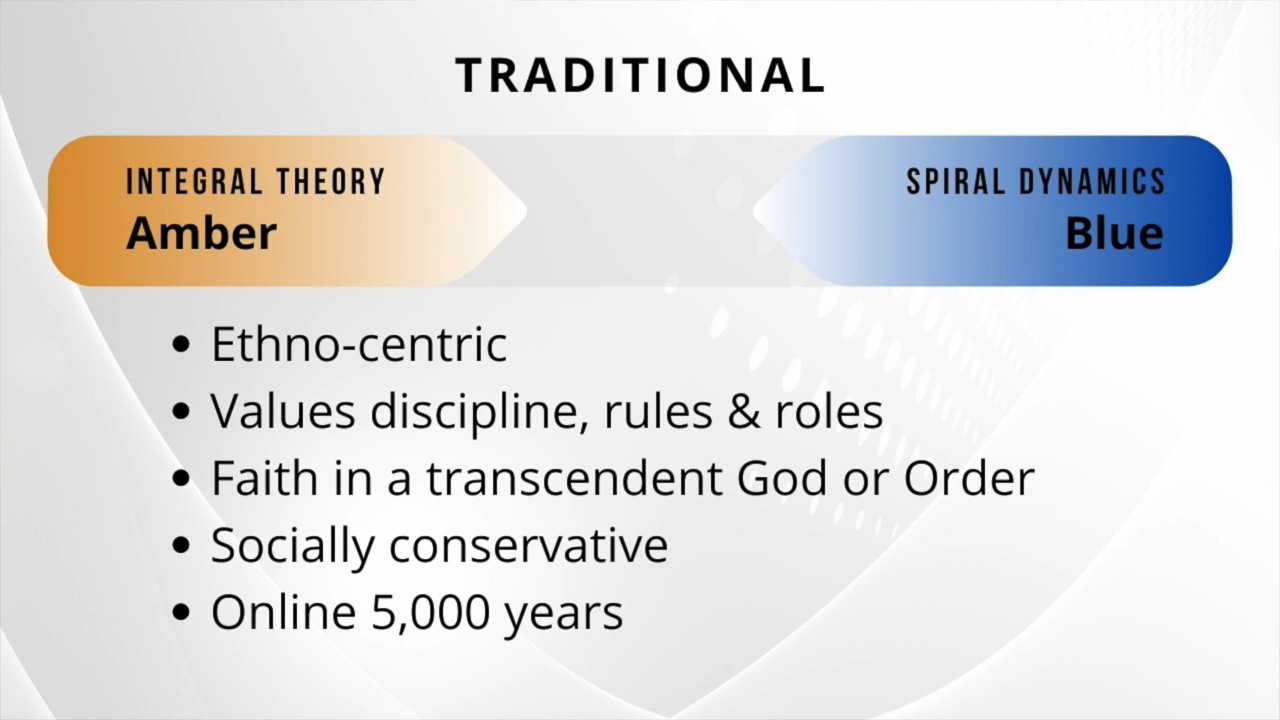 TRADITIONAL
INTEGRAL THEORY
Amber
SPIRAL DYNAMICS
Blue
• Ethno-centric
• Values discipline, rules & roles
• Faith in a transcendent God or Order
• Socially conservative
• Online 5,000 years